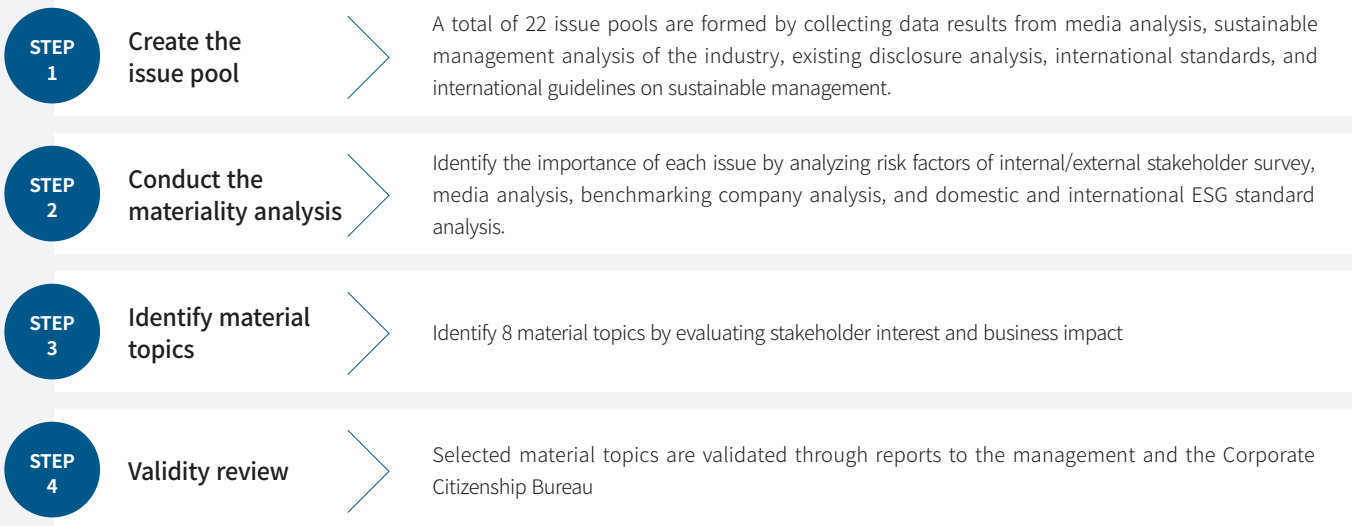 STEP
1
Create the
issue pool
A total of 22 issue pools are formed by collecting data results from media analysis, sustainable
management analysis of the industry, existing disclosure analysis, international standards, and
international guidelines on sustainable management.
STEP
2
Conduct the
materiality analysis
Identify the importance of each issue by analyzing risk factors of internal/external stakeholder survey,
media analysis, benchmarking company analysis, and domestic and international ESG standard
analysis.
STEP
3
Identify material
topics
Identify 8 material topics by evaluating stakeholder interest and business impact
STEP
4
Validity review
Selected material topics are validated through reports to the management and the Corporate
Citizenship Bureau